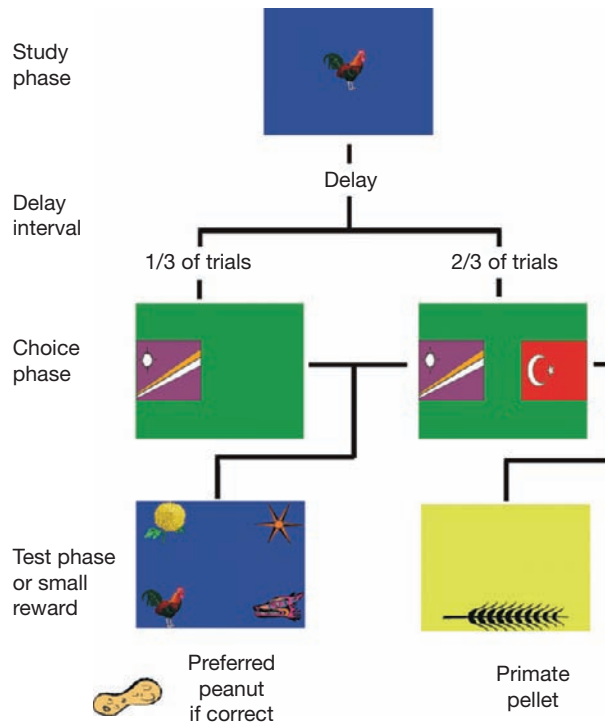 Study
phase
Delay
Delay
interval
1/3 of trials
2/3 of trials
Choice
phase
Test phase
or small
reward
Preferred
peanut
if correct
Primate
pellet